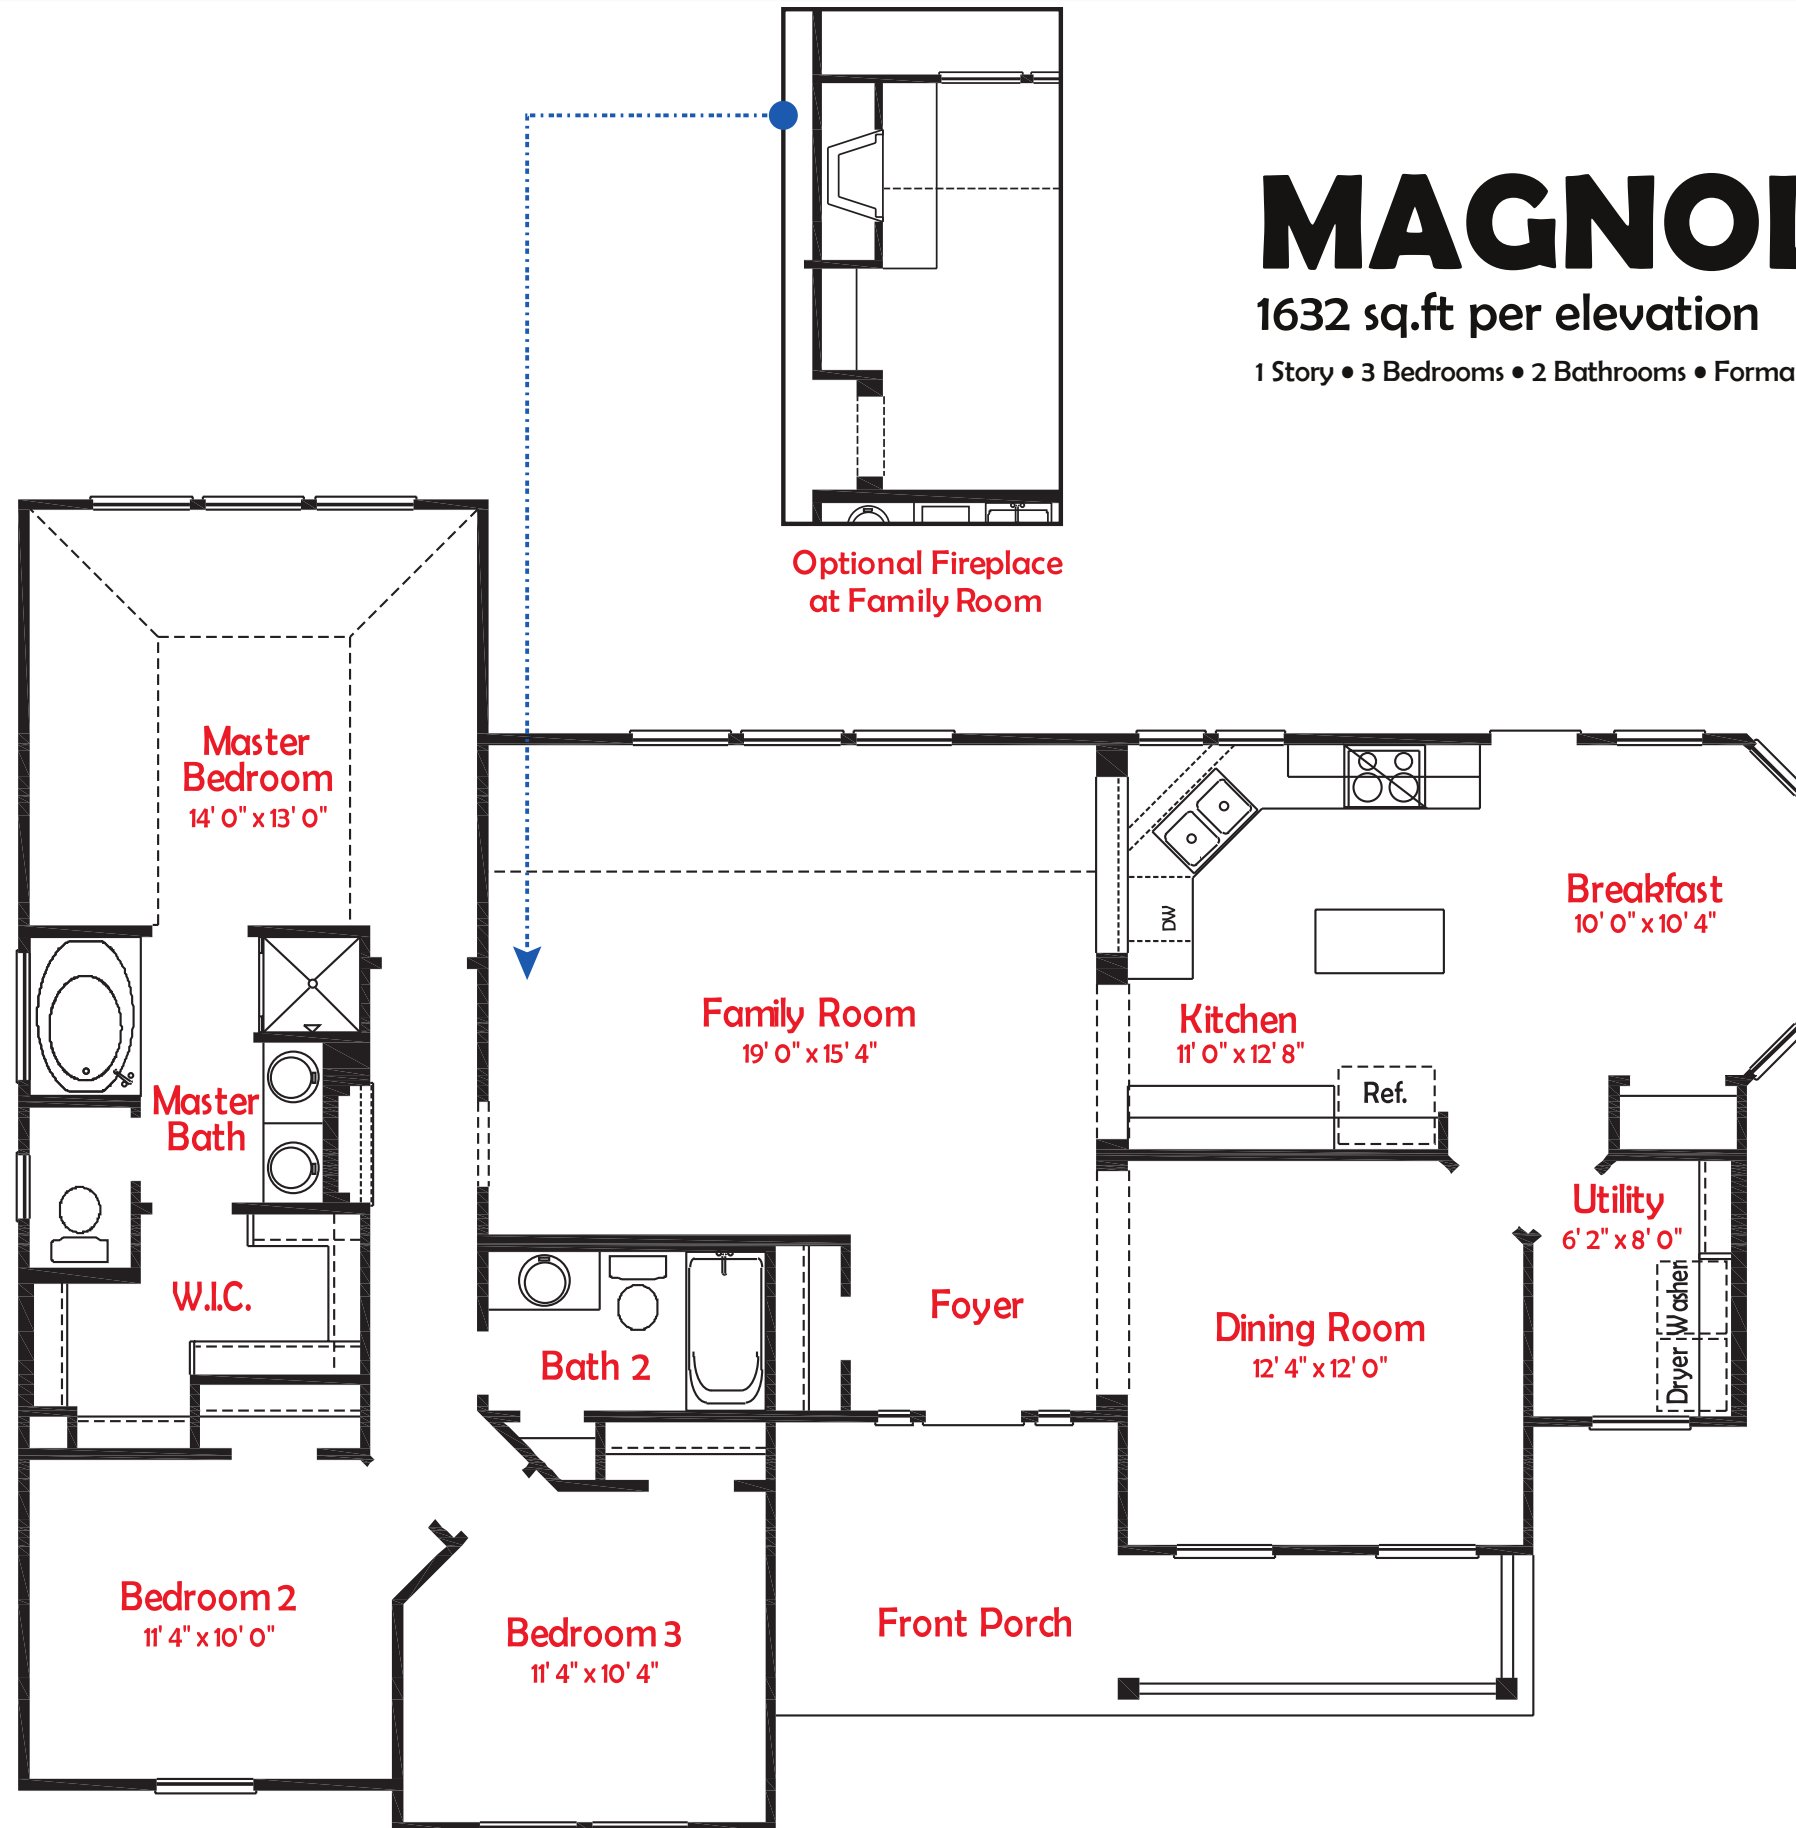 MAGNOL
1632 sq.ft per elevation
1 Story • 3 Bedrooms • 2 Bathrooms • Forma
Optional Fireplace
at Family Room
Master
Bedroom
14' 0" x 13' 0"
Breakfast
10' 0" x 10' 4"
DW
Family Room
19' 0" x 15' 4"
Kitchen
11' 0" x 12' 8"
Ref.
Master
Bath
Utility
6' 2" x 8' 0"
Washer
Dryer
W.I.C.
Foyer
Dining Room
12' 4" x 12' 0"
Bath 2
Bedroom 2
11' 4" x 10' 0"
Bedroom 3
11' 4" x 10' 4"
Front Porch